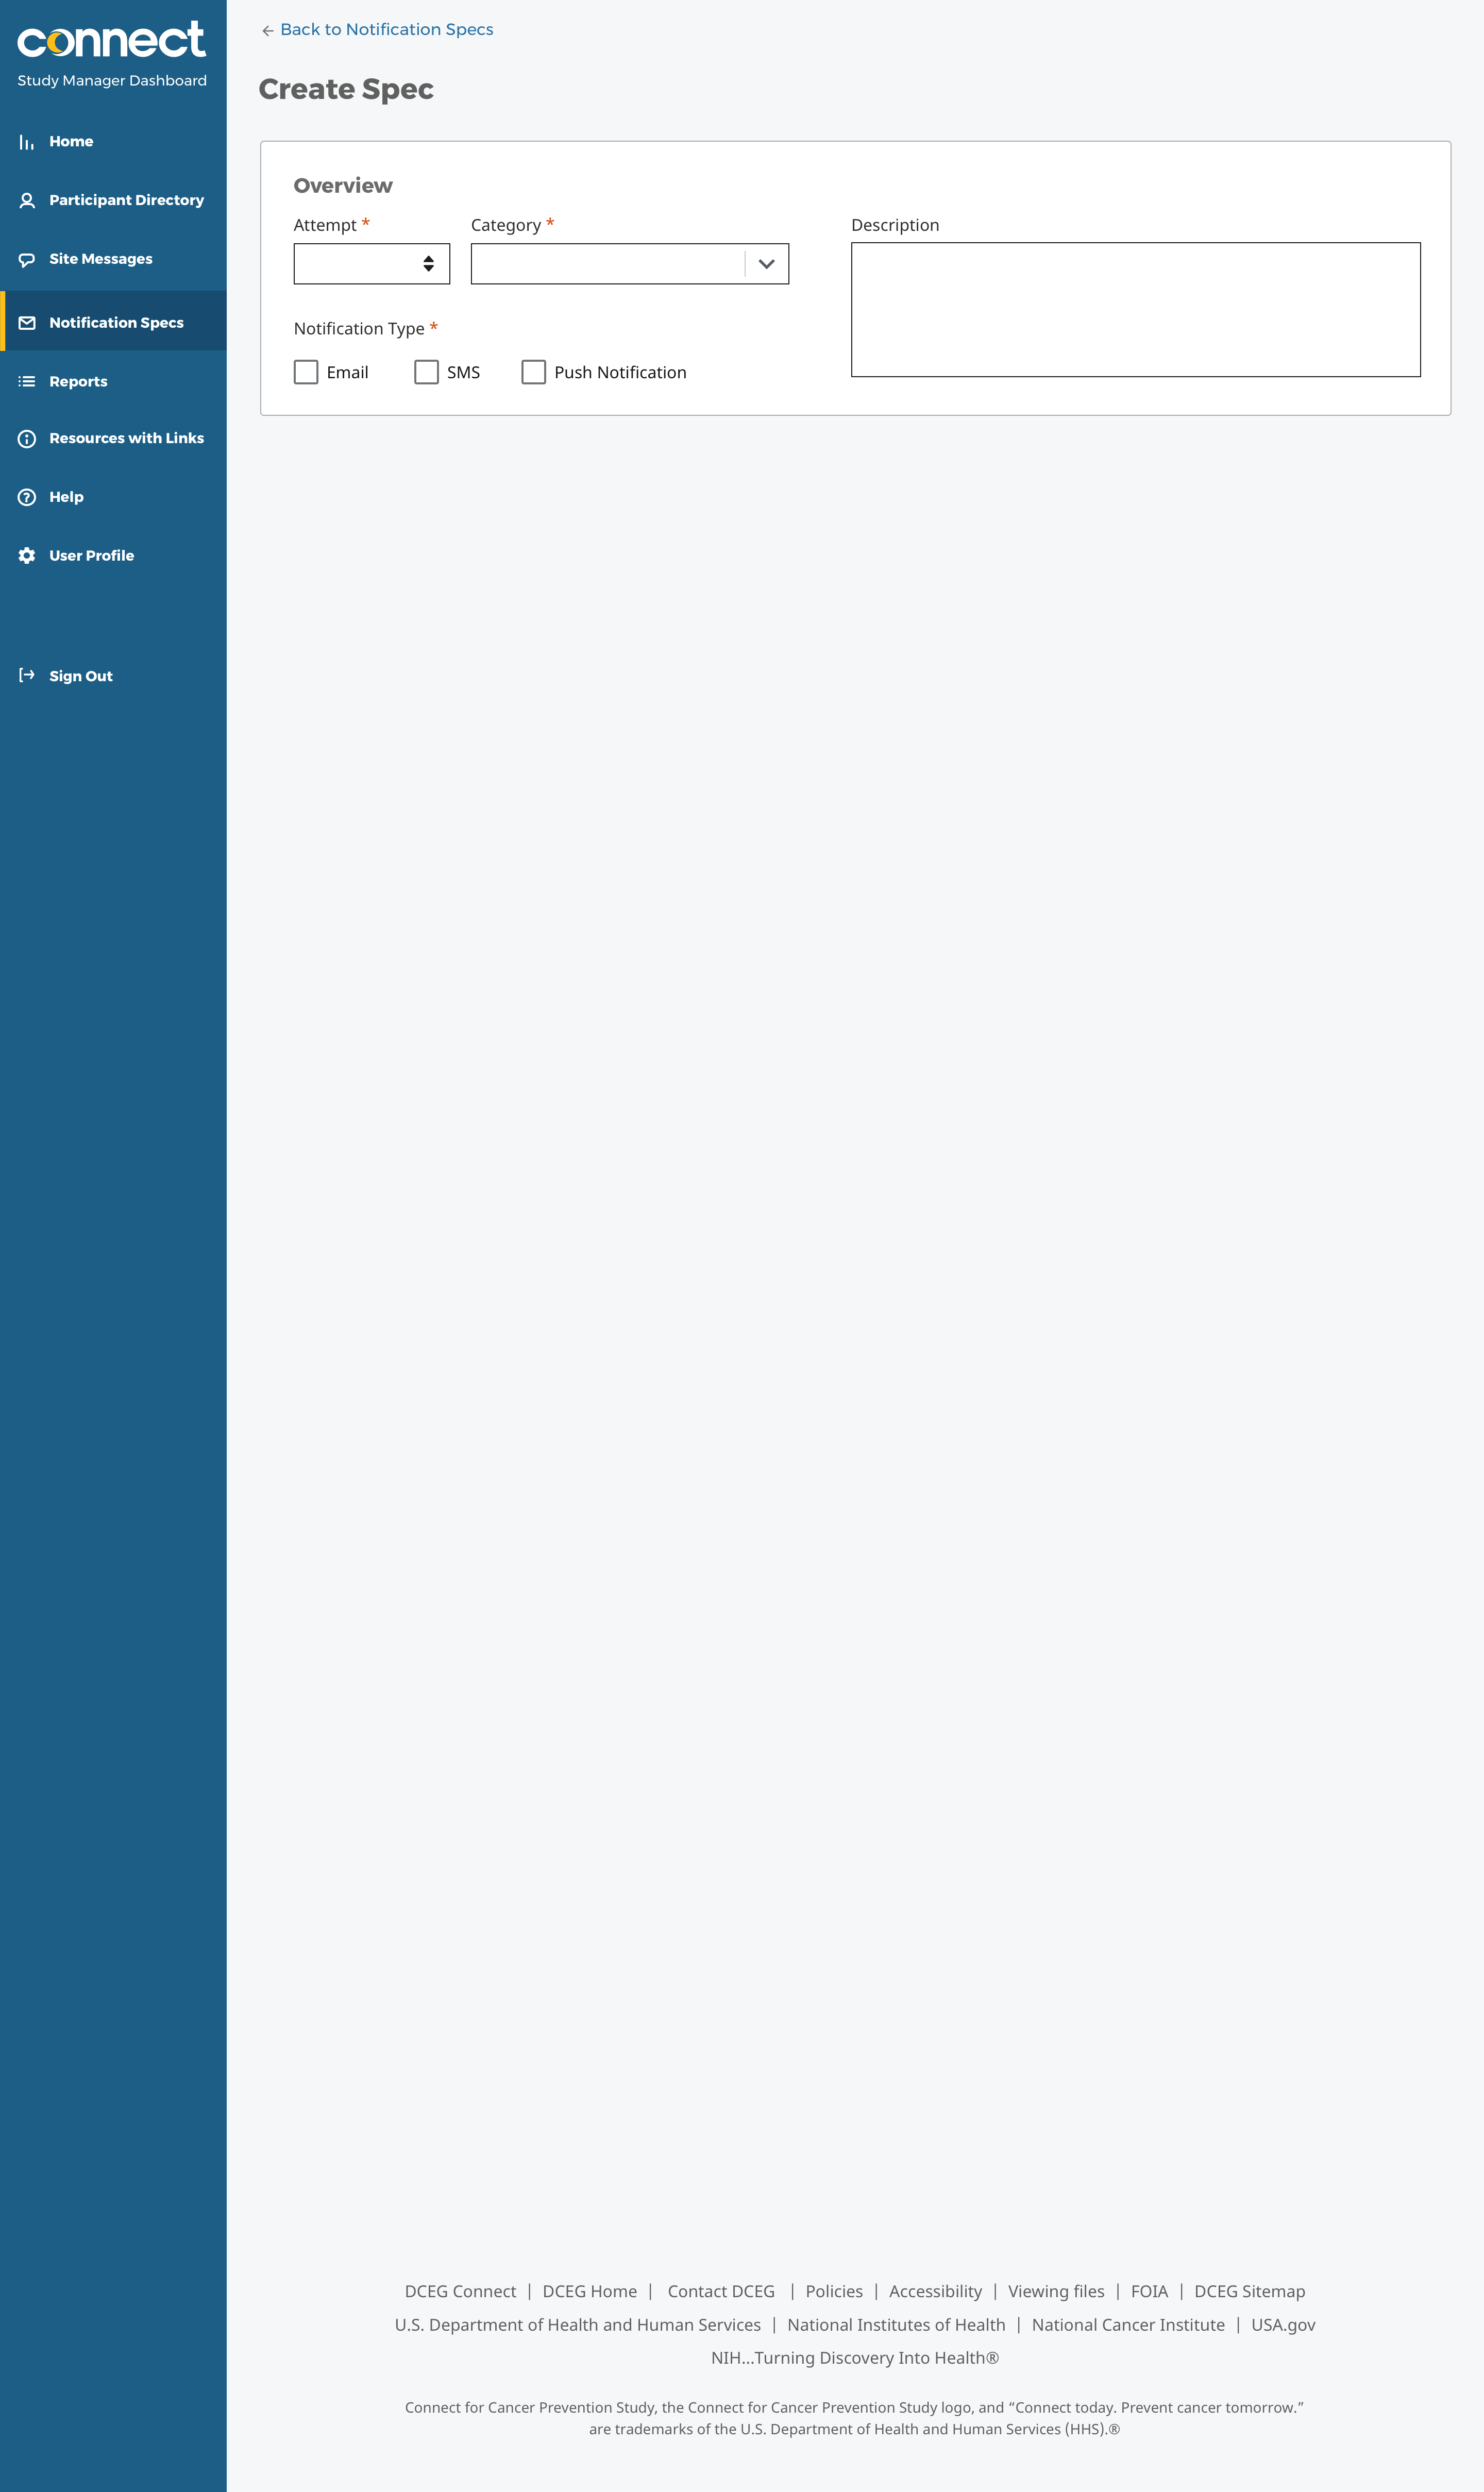 connect
Study Manager Dashboard
Home
Participant Directory
Site Messages
Notification Specs
Reports
Resources with Links
Help
User Profile
Sign Out
Back to Notification Specs
Create Spec
Overview
Attempt *
Category *
Description
Notification Type *
Email
SMS
Push Notification
DCEG Connect | DCEG Home | Contact DCEG | Policies | Accessibility | Viewing files | FOIA | DCEG Sitemap
U.S. Department of Health and Human Services | National Institutes of Health | National Cancer Institute | USA.gov
NIH...Turning Discovery Into Health®
Connect for Cancer Prevention Study, the Connect for Cancer Prevention Study logo, and “Connect today. Prevent cancer tomorrow.”
are trademarks of the U.S. Department of Health and Human Services (HHS).®